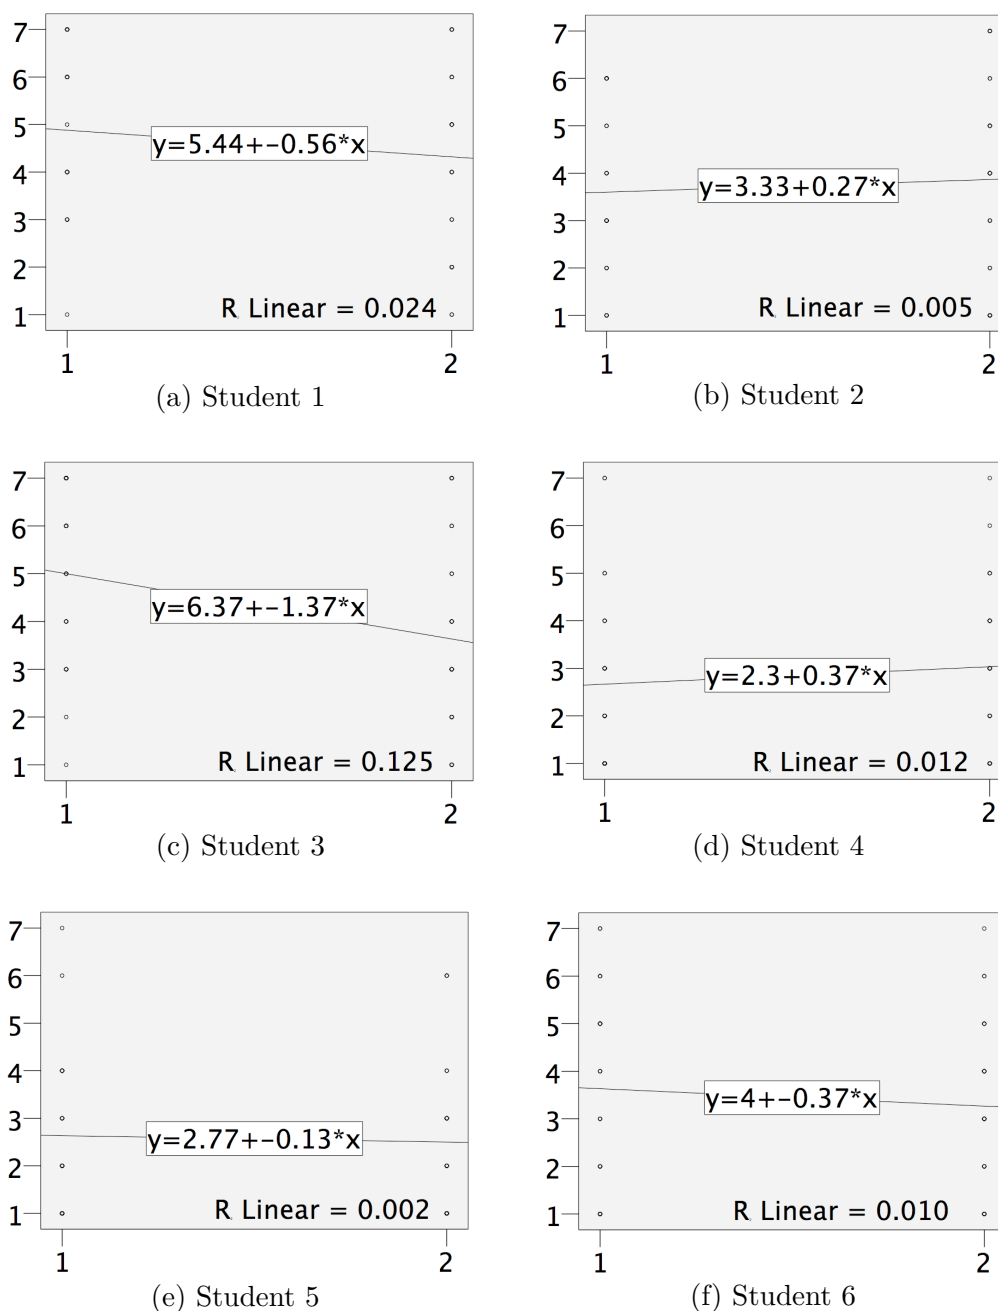 7
6
5
4
3
2
1
y=5.44+-0.56*x
R Linear = 0.024
1 2
(a) Student 1
7
6
5
4
3
2
1
y=3.33+0.27*x
R Linear = 0.005
1 2
(b) Student 2
7
6
5
4
3
2
1
y=6.37+-1.37*x
R Linear = 0.125
1 2
(c) Student 3
7
6
5
4
3
2
1
y=2.3+0.37*x
R Linear = 0.012
1 2
(d) Student 4
7
6
5
4
3
2
1
y=2.77+-0.13*x
R Linear = 0.002
1 2
(e) Student 5
7
6
5
4
3
2
1
y=4+-0.37*x
R Linear = 0.010
1 2
(f) Student 6